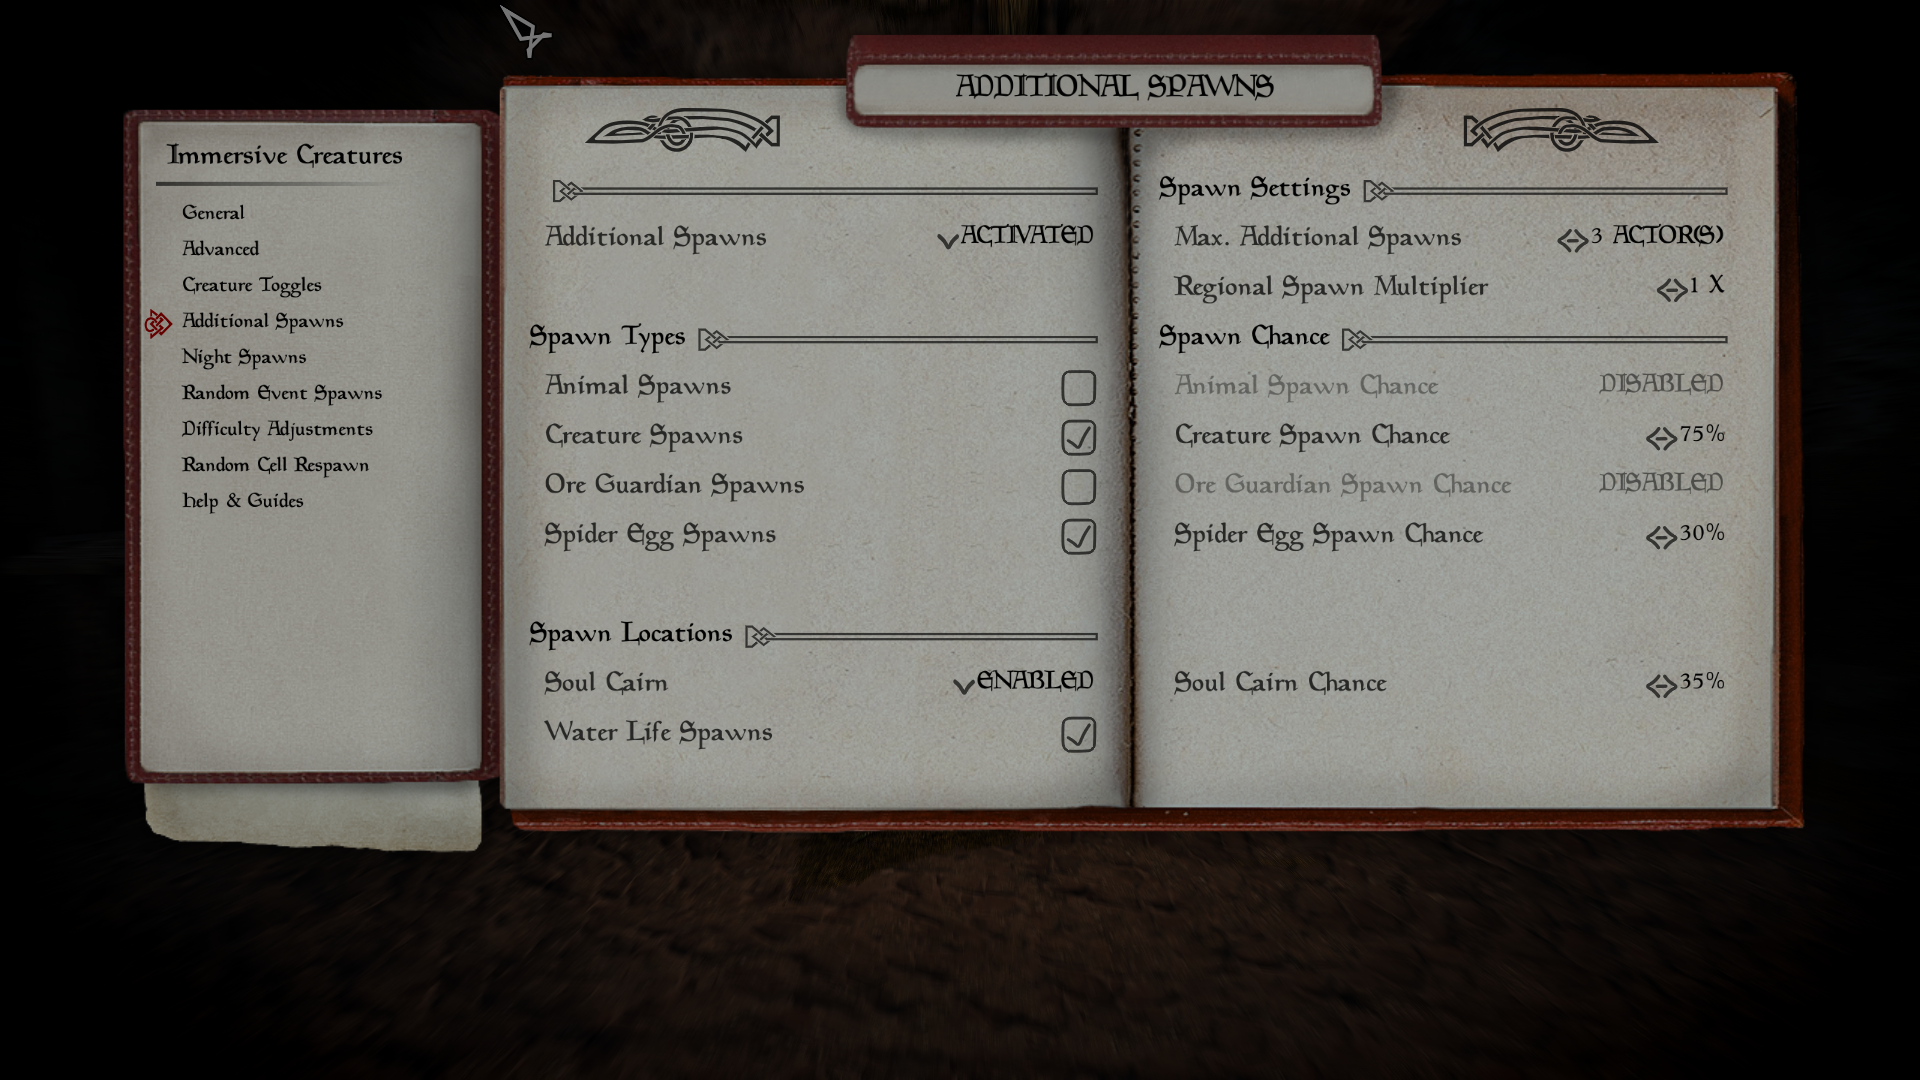 ADDITIONAL SPAWNS
Immersive Creatures
General
Advanced
Creature Toggles
Additional Spawns
Night Spawns
Random Event Spawns
Difficulty Adjustments
Random Cell Respawn
Help & Guides
Additional Spawns ACTIVATED
Spawn Types
Animal Spawns
Creature Spawns
Ore Guardian Spawns
Spider Egg Spawns
Spawn Locations
Soul Cairn ENABLED
Water Life Spawns
Spawn Settings
Max. Additional Spawns 3 ACTOR(S)
Regional Spawn Multiplier 1 X
Spawn Chance
Animal Spawn Chance DISABLED
Creature Spawn Chance 75%
Ore Guardian Spawn Chance DISABLED
Spider Egg Spawn Chance 30%
Soul Cairn Chance 35%